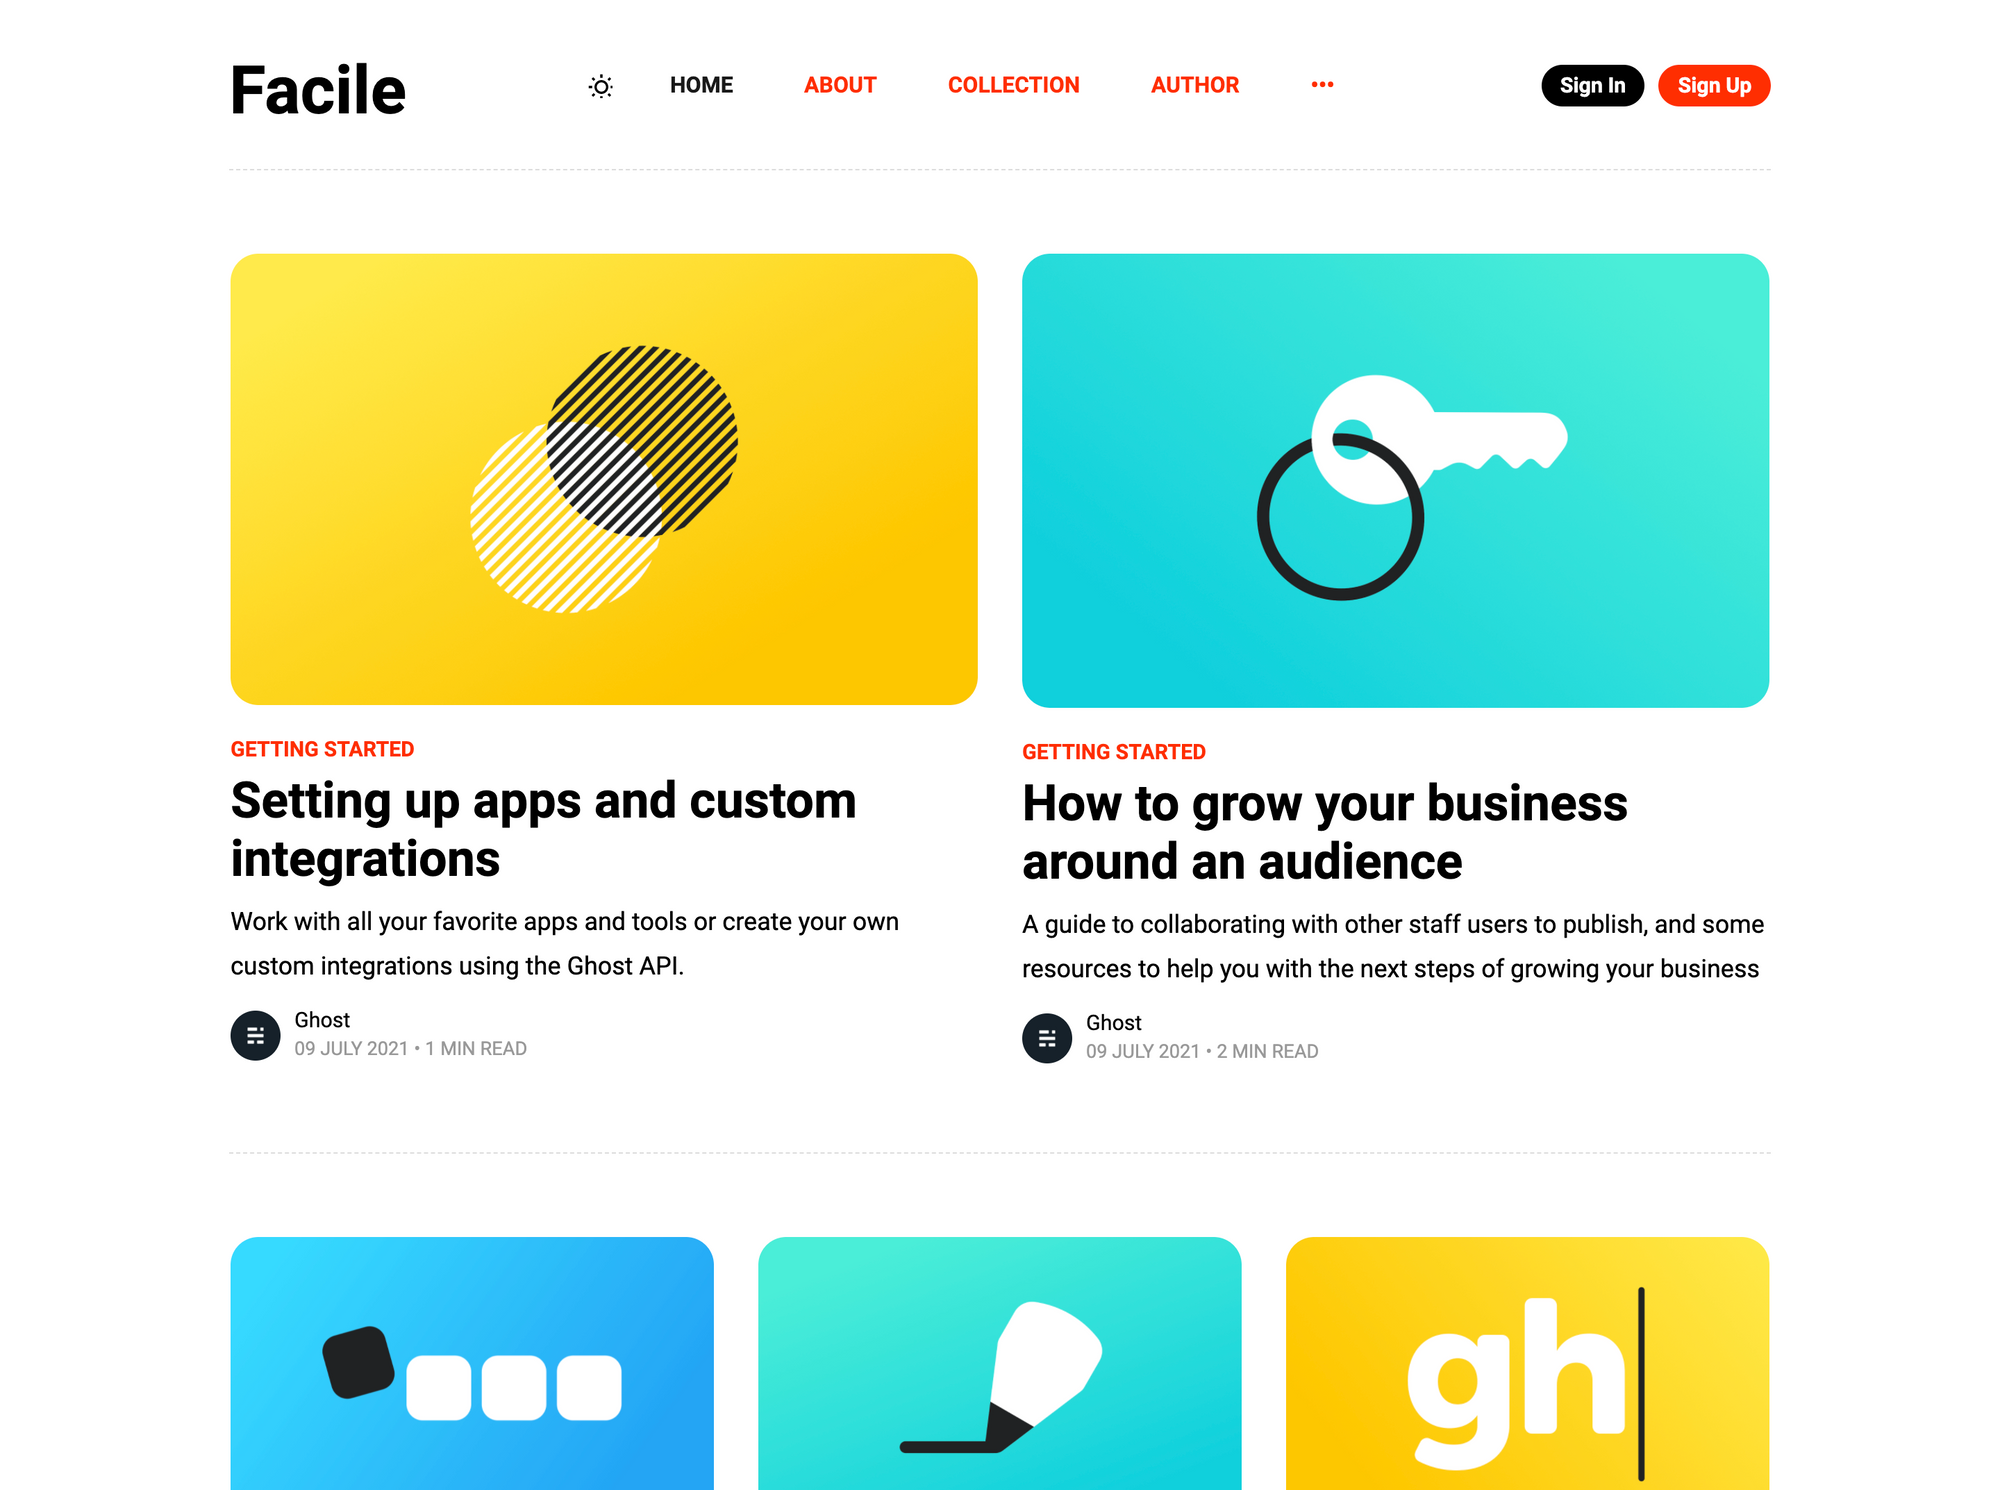 Facile
HOME
ABOUT
COLLECTION
AUTHOR
•••
Sign In
Sign Up
GETTING STARTED
Setting up apps and custom
integrations
Work with all your favorite apps and tools or create your own
custom integrations using the Ghost API.
Ghost
09 JULY 2021 • 1 MIN READ
GETTING STARTED
How to grow your business
around an audience
A guide to collaborating with other staff users to publish, and some
resources to help you with the next steps of growing your business
Ghost
09 JULY 2021 • 2 MIN READ
gh